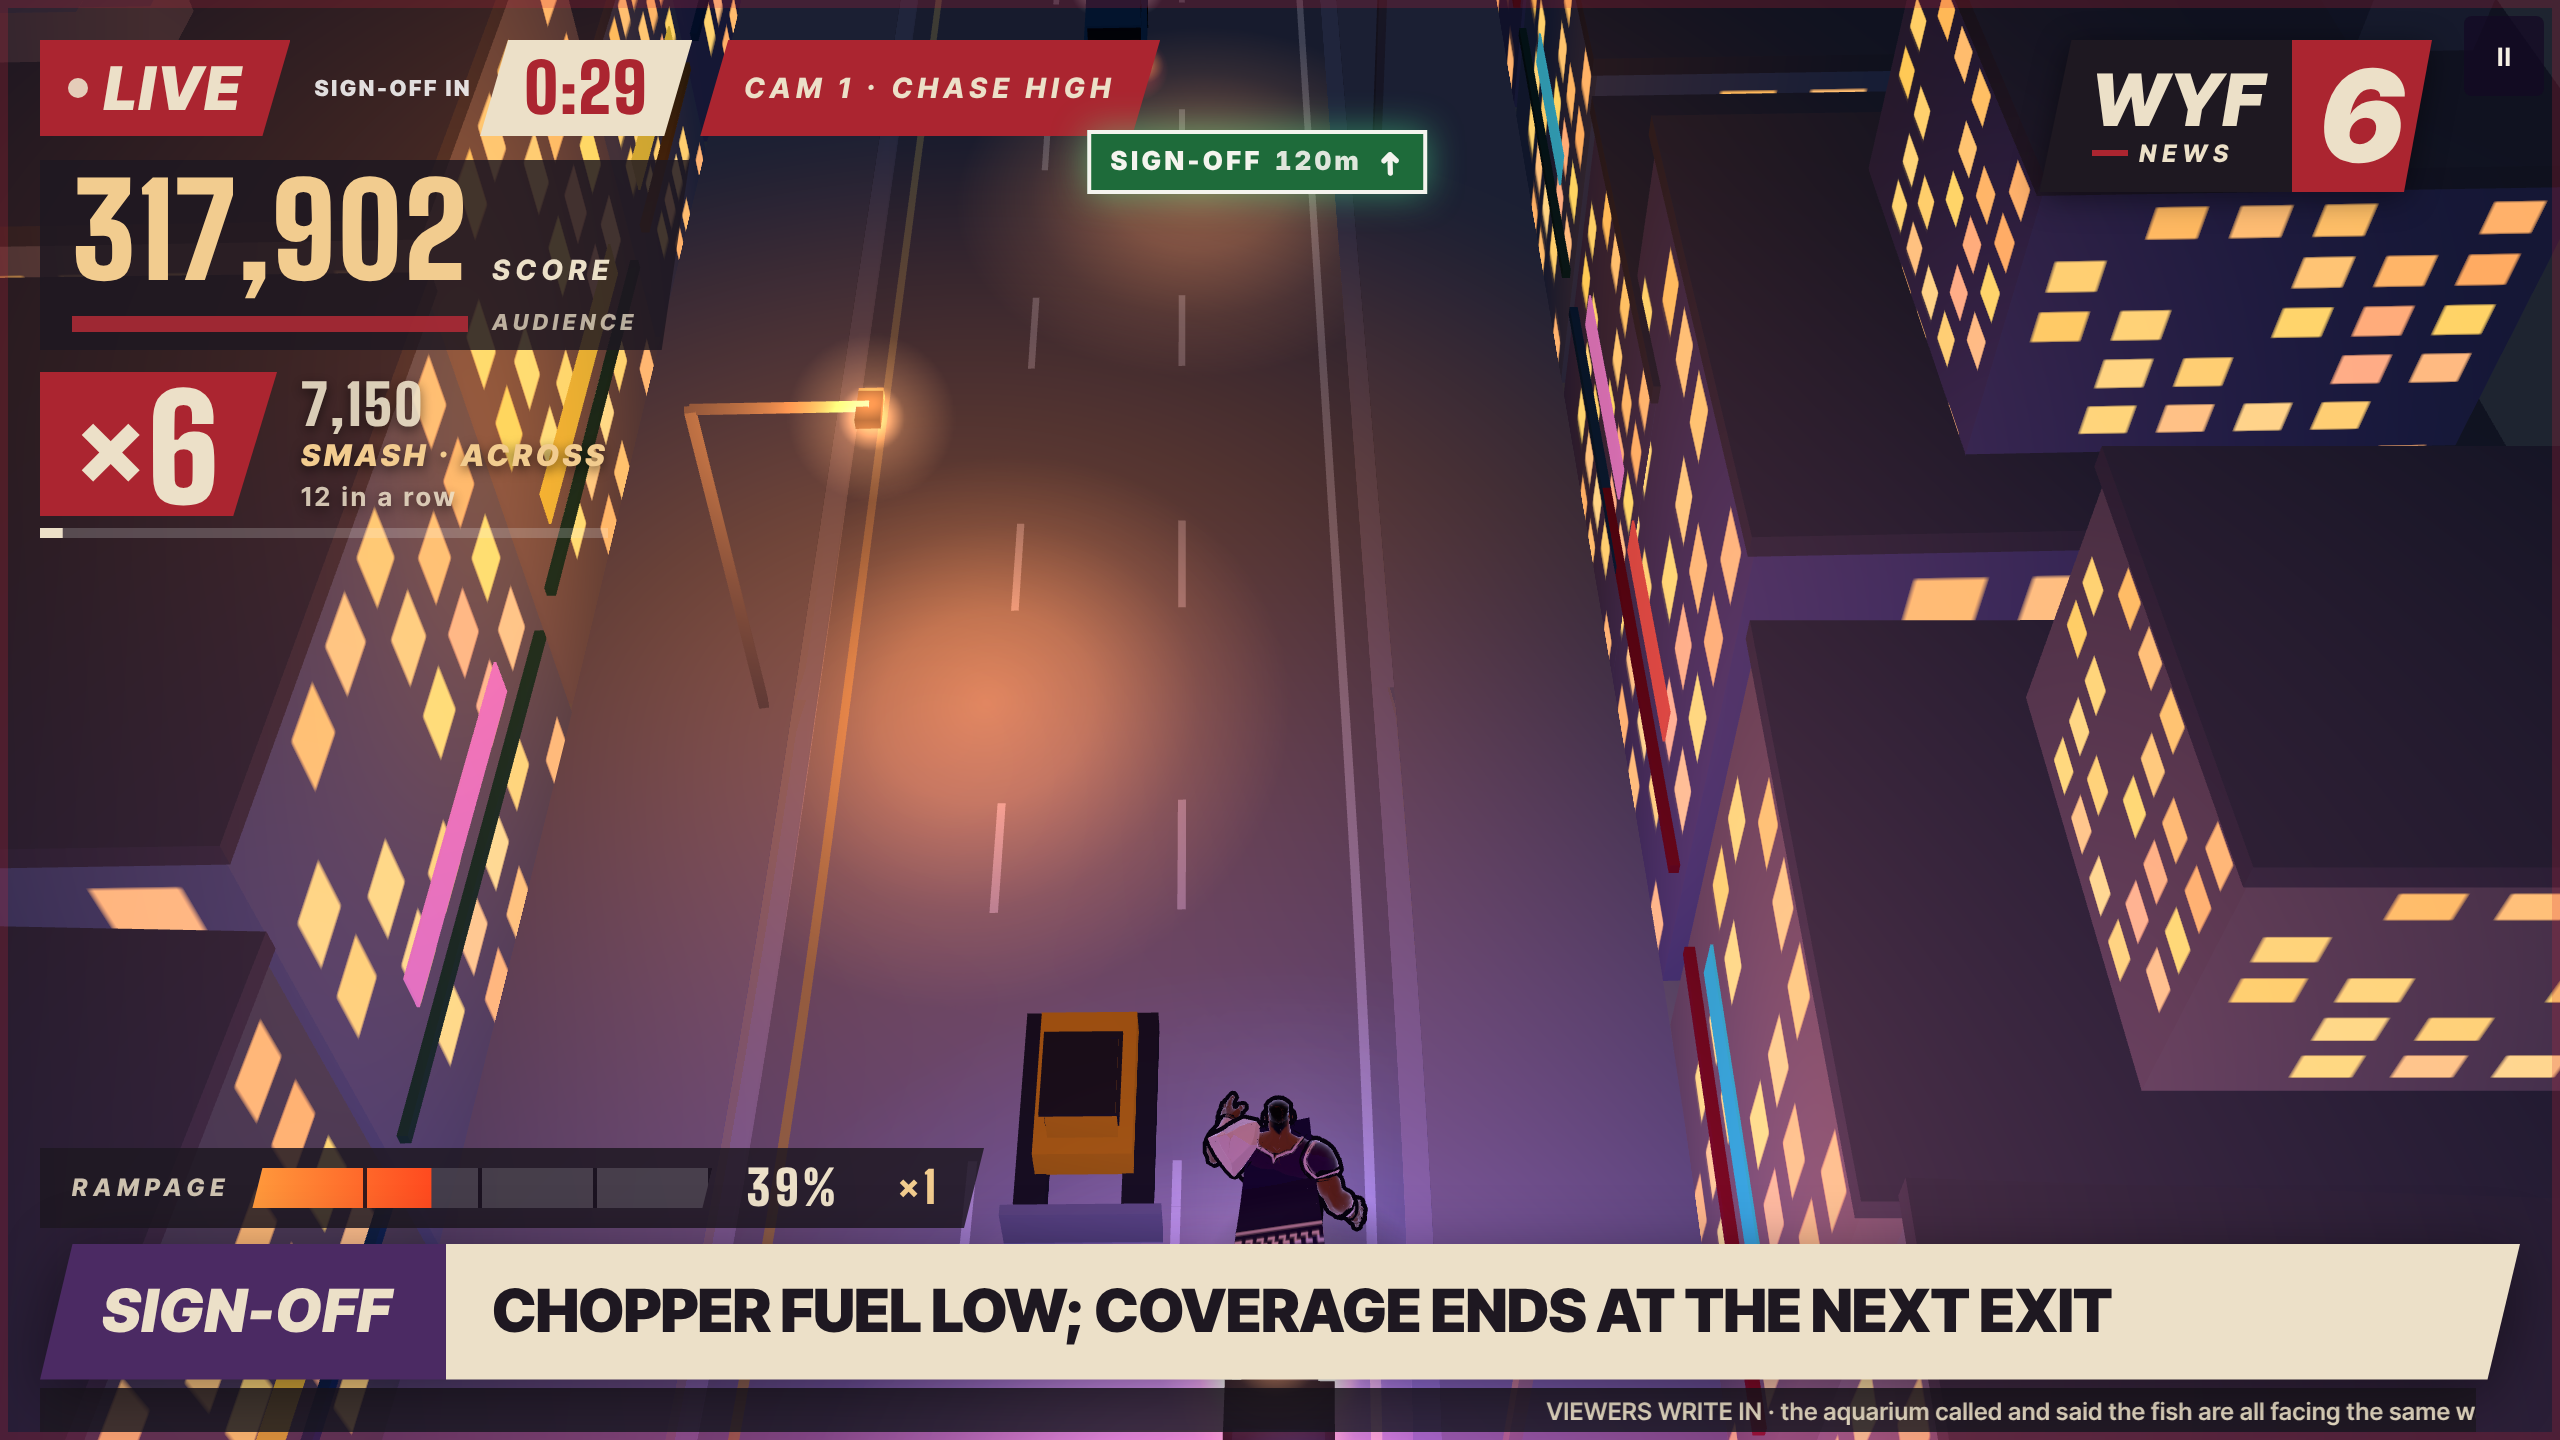 LIVE
SIGN-OFF IN
0:29
CAM 1 · CHASE HIGH
WYF
NEWS
6
SIGN-OFF 120m ↑
317,902
SCORE
AUDIENCE
×6
7,150
SMASH · ACROSS
12 in a row
RAMPAGE
39%
×1
SIGN-OFF
CHOPPER FUEL LOW; COVERAGE ENDS AT THE NEXT EXIT
VIEWERS WRITE IN · the aquarium called and said the fish are all facing the same w